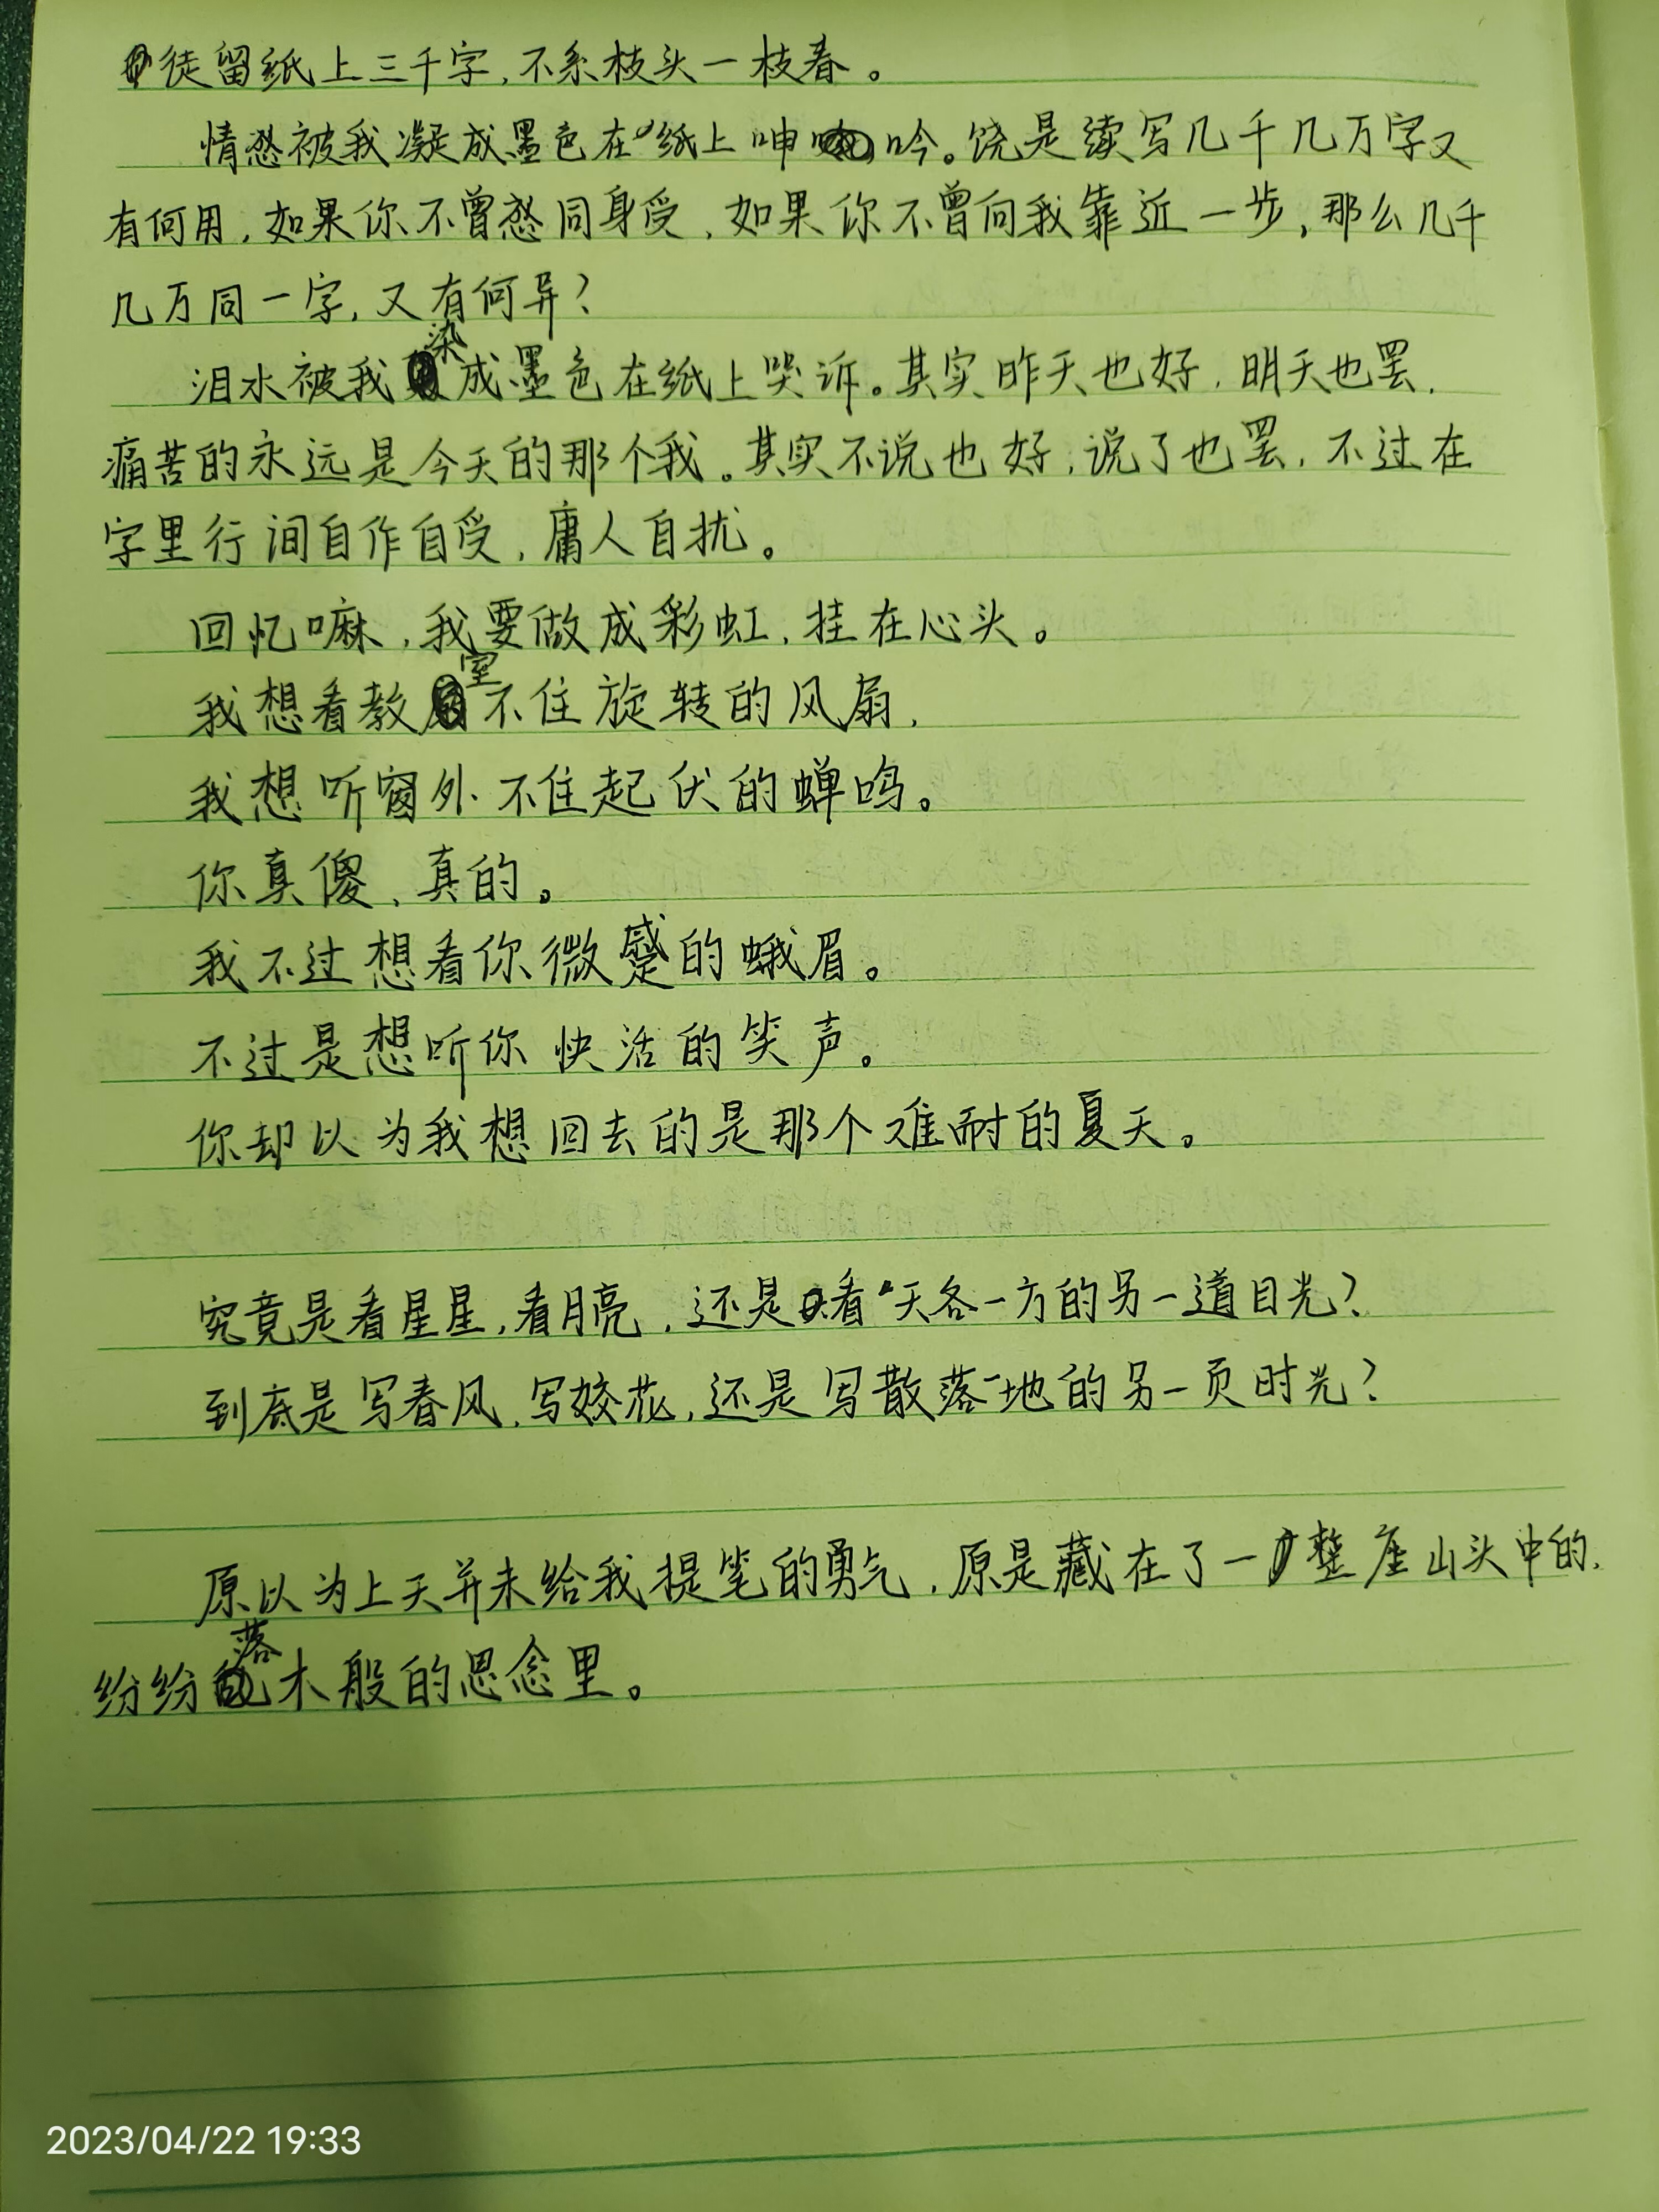 徒留纸上三千字,不系枝头一枝春。
情愁被我凝成墨色在纸上呻吟。饶是续写几千几万字又
有何用,如果你不曾感同身受,如果你不曾向我靠近一步,那么几千
几万同一字,又有何异?
泪水被我染成墨色在纸上哭诉。其实昨天也好,明天也罢,
痛苦的永远是今天的那个我。其实不说也好,说了也罢,不过在
字里行间自作自受,庸人自扰。
回忆嘛,我要做成彩虹,挂在心头。
我想看教室不住旋转的风扇,
我想听窗外不住起伏的蝉鸣。
你真傻,真的。
我不过想看你微蹙的蛾眉。
不过是想听你快活的笑声。
你却以为我想回去的是那个难耐的夏天。
究竟是看星星,看月亮,还是看天各一方的另一道目光?
到底是写春风,写姣花,还是写散落一地的另一页时光?
原以为上天并未给我提笔的勇气,原是藏在了一整座山头中的,
纷纷落木般的思念里。
2023/04/22 19:33